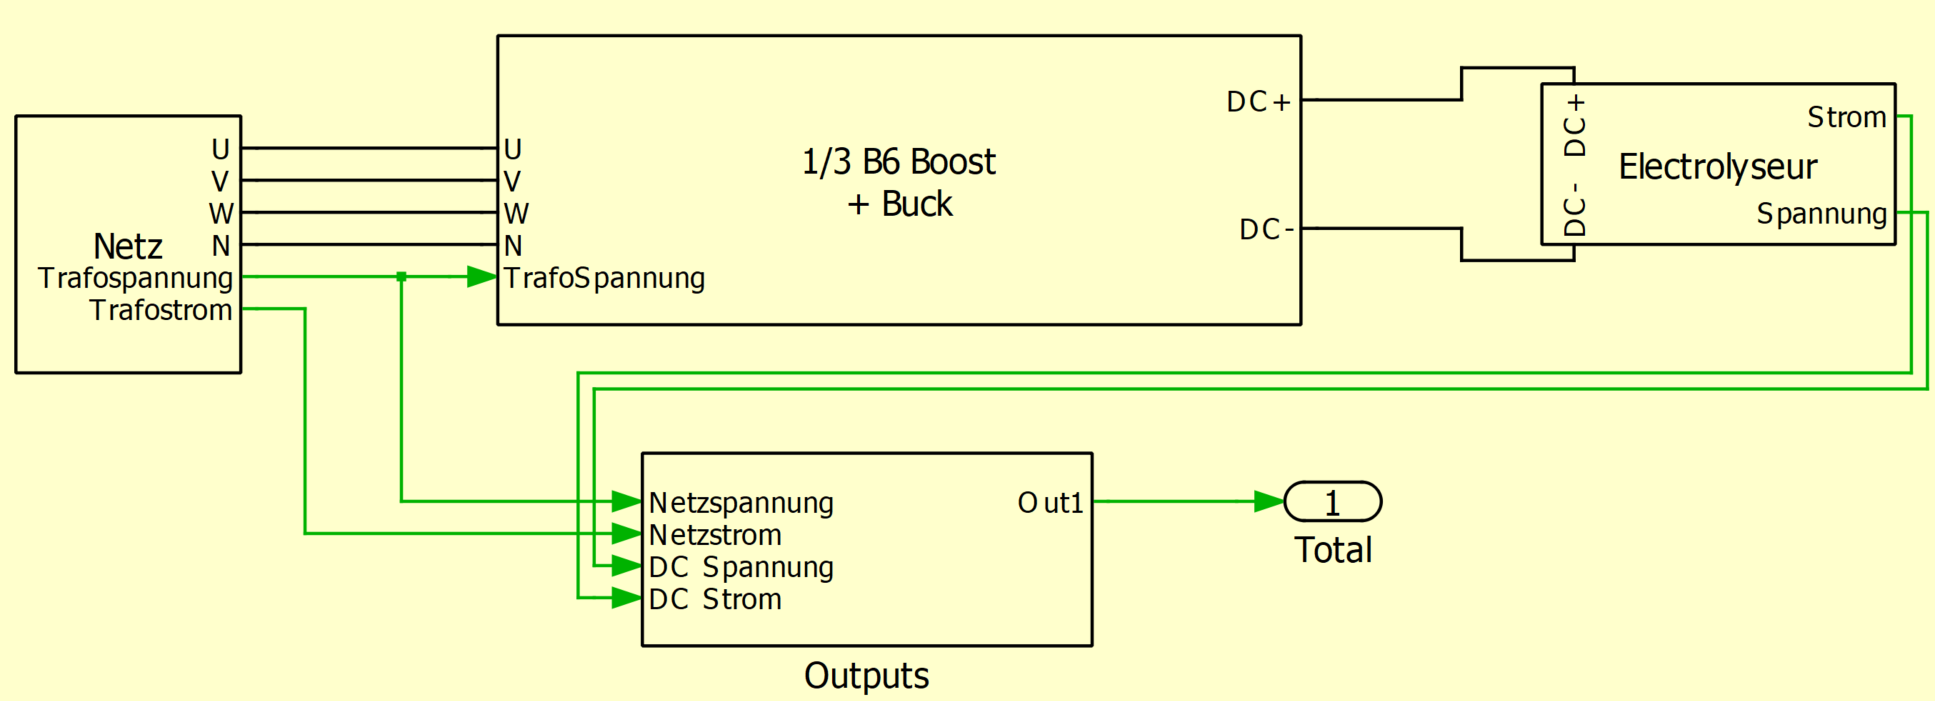 Netz
U
V
W
N
Trafospannung
Trafostrom
U
V
W
N
TrafoSpannung
1/3 B6 Boost
+ Buck
DC+
DC-
DC+
DC-
Electrolyseur
Strom
Spannung
Netzspannung
Netzstrom
DC Spannung
DC Strom
Out1
Outputs
1
Total